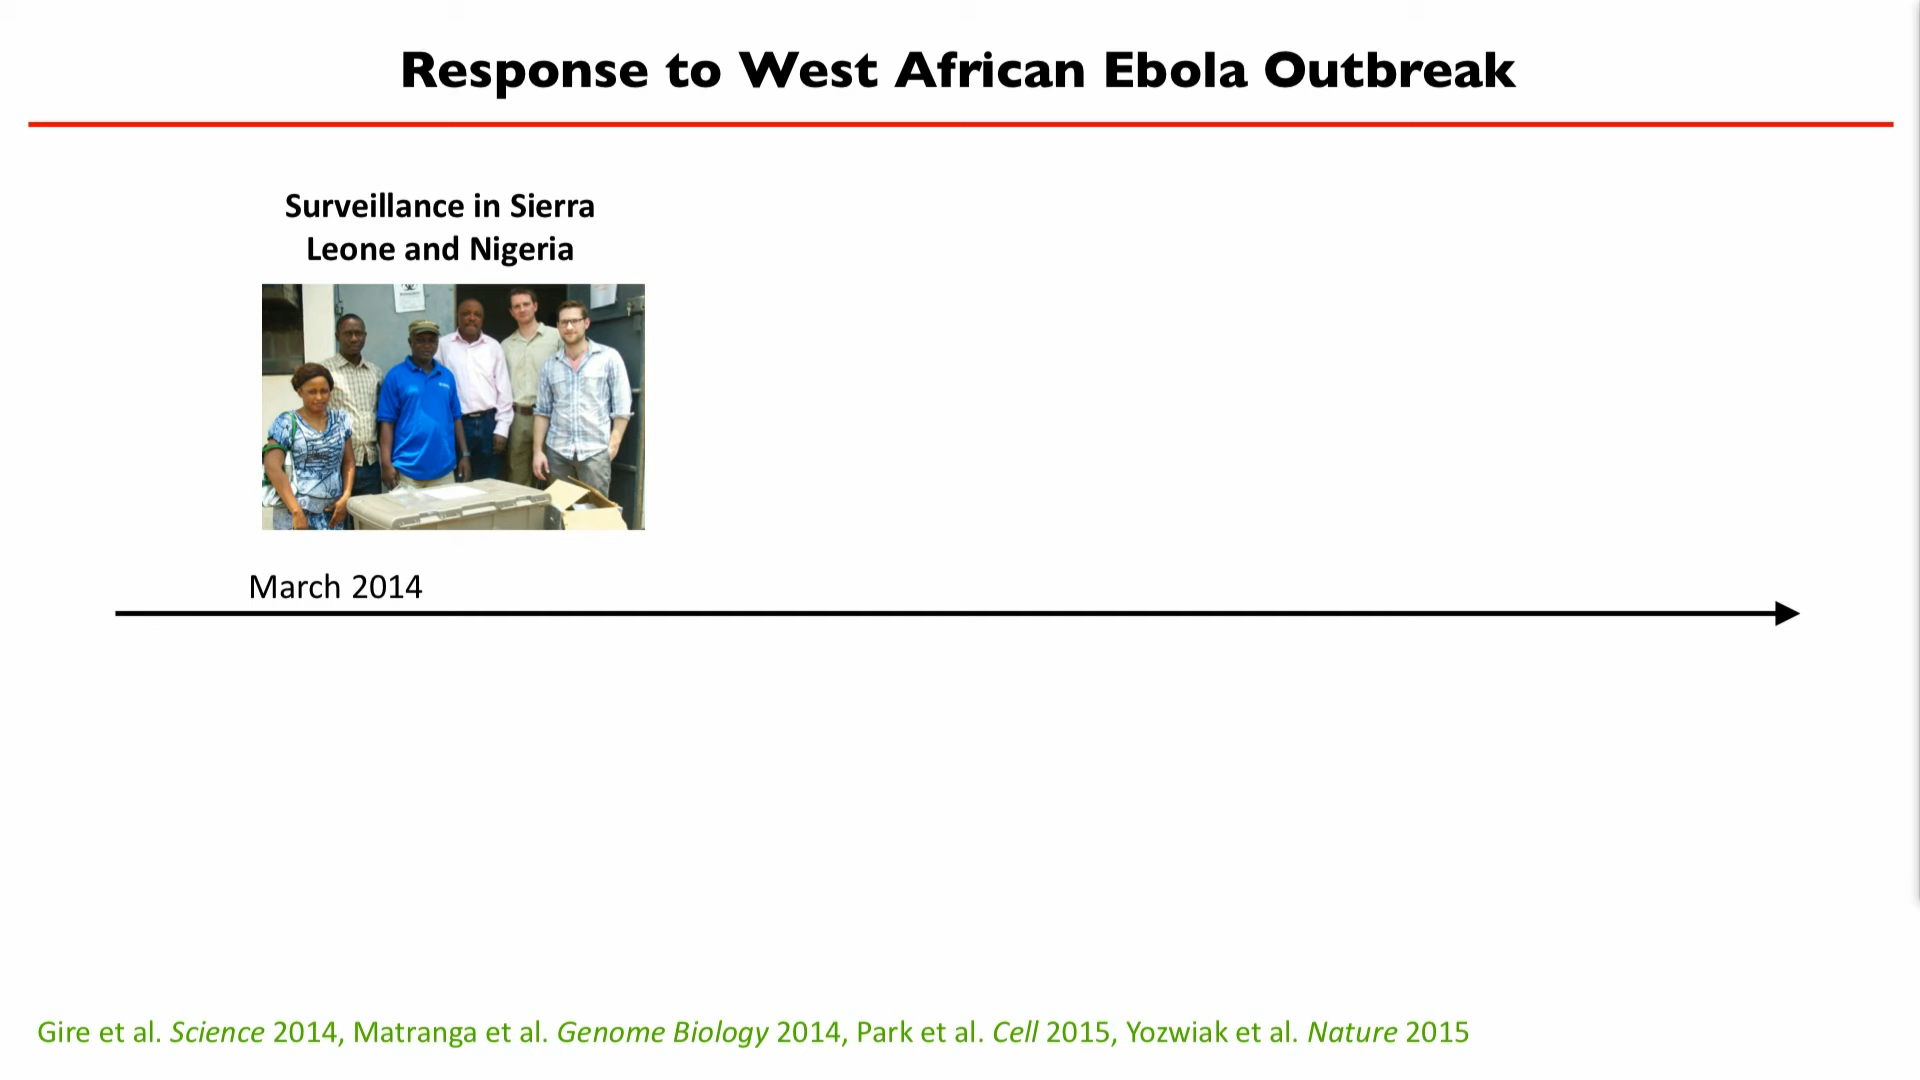 Response to West African Ebola Outbreak
Surveillance in Sierra
Leone and Nigeria
March 2014
Gire et al. Science 2014, Matranga et al. Genome Biology 2014, Park et al. Cell 2015, Yozwiak et al. Nature 2015